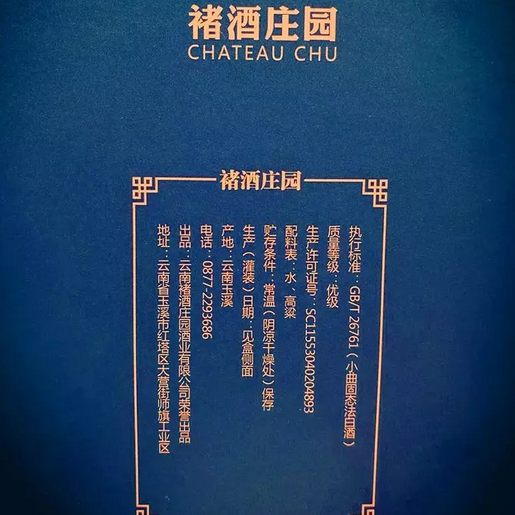 褚酒庄园
CHATEAU CHU
褚酒庄园
执行标准：GB/T 26761（小曲固态法白酒）
质量等级：优级
生产许可证号：SC11553040204893
配料表：水、高粱
贮存条件：常温（阴凉干燥处）保存
生产（灌装）日期：见盒侧面
产地：云南玉溪
电话：0877-2293686
出品：云南褚酒庄园酒业有限公司荣誉出品
地址：云南省玉溪市红塔区大营街师旗工业区